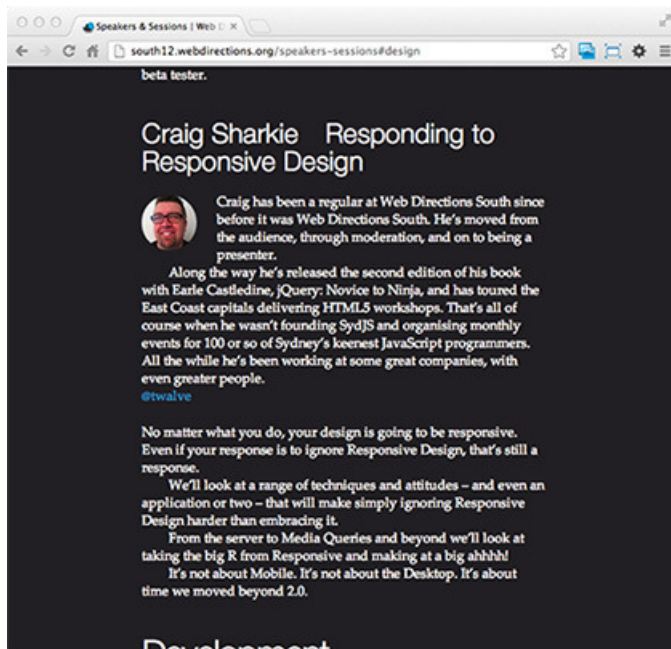 Speakers & Sessions | Web D
south12.webdirections.org/speakers-sessions#design
beta tester.
Craig Sharkie Responding to
Responsive Design
Craig has been a regular at Web Directions South since
before it was Web Directions South. He's moved from
the audience, through moderation, and on to being a
presenter.
Along the way he's released the second edition of his book
with Earle Castledine, jQuery: Novice to Ninja, and has toured the
East Coast capitals delivering HTML5 workshops. That's all of
course when he wasn't founding SydJS and organising monthly
events for 100 or so of Sydney's keenest JavaScript programmers.
All the while he's been working at some great companies, with
even greater people.
@twalve
No matter what you do, your design is going to be responsive.
Even if your response is to ignore Responsive Design, that's still a
response.
We'll look at a range of techniques and attitudes – and even an
application or two – that will make simply ignoring Responsive
Design harder than embracing it.
From the server to Media Queries and beyond we'll look at
taking the big R from Responsive and making at a big ahhhh!
It's not about Mobile. It's not about the Desktop. It's about
time we moved beyond 2.0.
Development